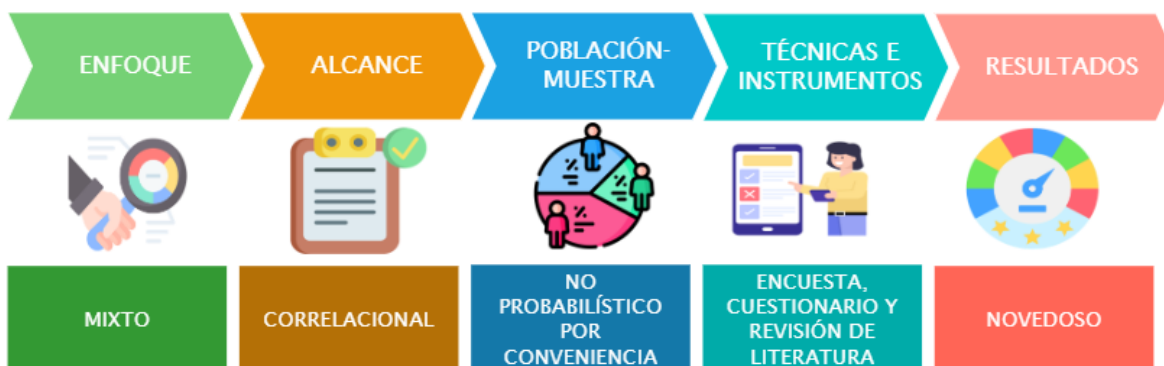 ENFOQUE
ALCANCE
POBLACIÓN-
MUESTRA
TÉCNICAS E
INSTRUMENTOS
RESULTADOS
MIXTO
CORRELACIONAL
NO
PROBABILÍSTICO
POR
CONVENIENCIA
ENCUESTA,
CUESTIONARIO Y
REVISIÓN DE
LITERATURA
NOVEDOSO